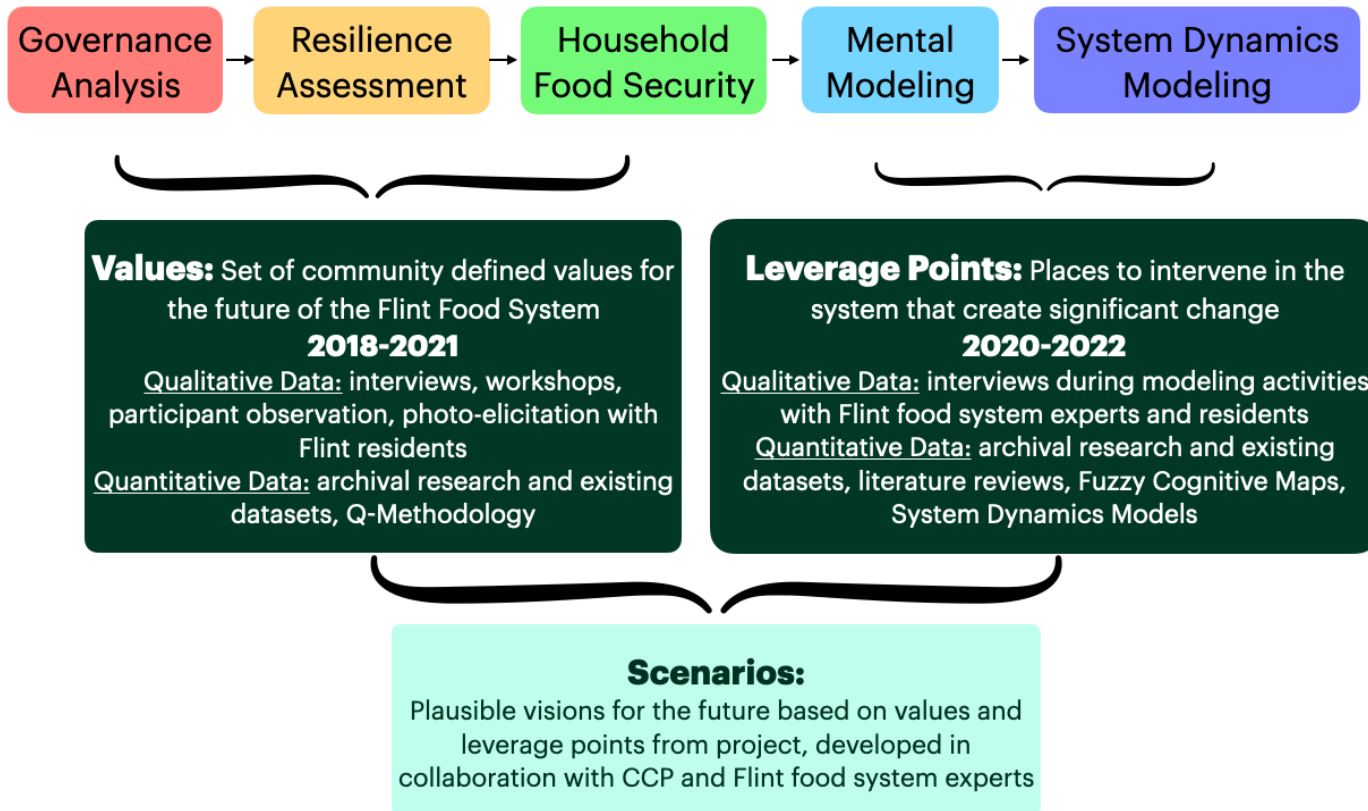 Governance
Analysis
Resilience
Assessment
Household
Food Security
Mental
Modeling
System Dynamics
Modeling
Values: Set of community defined values for
the future of the Flint Food System
2018-2021
Qualitative Data: interviews, workshops,
participant observation, photo-elicitation with
Flint residents
Quantitative Data: archival research and existing
datasets, Q-Methodology
Leverage Points: Places to intervene in the
system that create significant change
2020-2022
Qualitative Data: interviews during modeling activities
with Flint food system experts and residents
Quantitative Data: archival research and existing
datasets, literature reviews, Fuzzy Cognitive Maps,
System Dynamics Models
Scenarios:
Plausible visions for the future based on values and
leverage points from project, developed in
collaboration with CCP and Flint food system experts